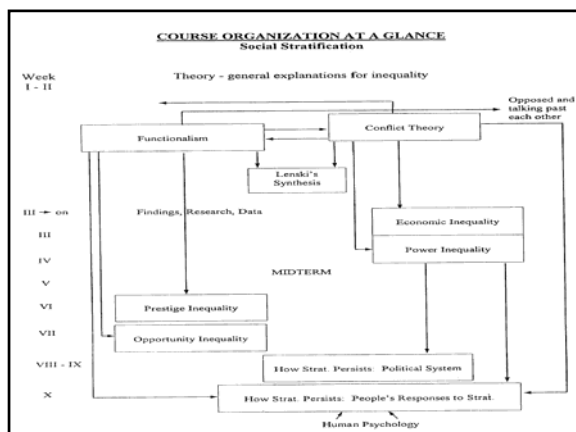 COURSE ORGANIZATION AT A GLANCE
Social Stratification
Week
I - II
Theory - general explanations for inequality
Opposed and
talking past
each other
Functionalism
Conflict Theory
Lenski's
Synthesis
III → on
Findings, Research, Data
Economic Inequality
III
Power Inequality
IV
MIDTERM
V
VI
Prestige Inequality
VII
Opportunity Inequality
VIII - IX
How Strat. Persists: Political System
X
How Strat. Persists: People's Responses to Strat.
Human Psychology